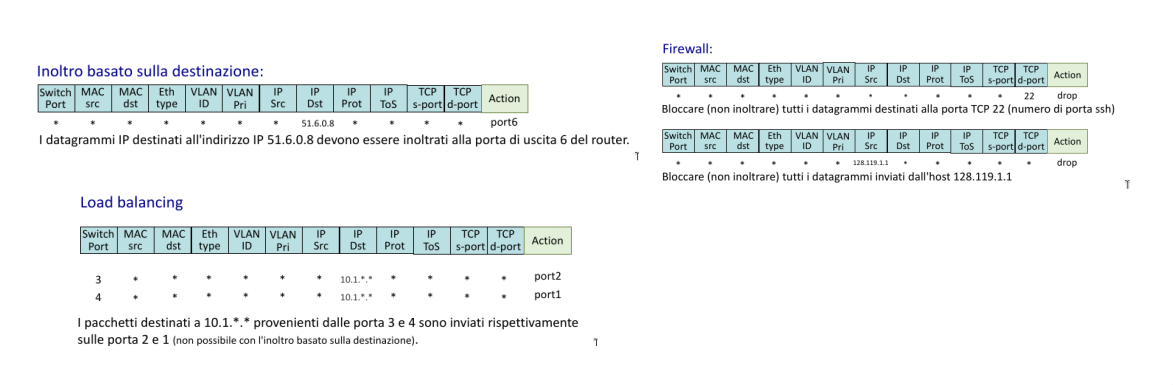 Inoltro basato sulla destinazione:
Switch Port MAC src MAC dst Eth type VLAN ID VLAN Pri IP Src IP Dst IP Prot IP ToS TCP s-port TCP d-port Action
* * * * * * * 51.6.0.8 * * * * port6
I datagrammi IP destinati all'indirizzo IP 51.6.0.8 devono essere inoltrati alla porta di uscita 6 del router.
Load balancing
Switch Port MAC src MAC dst Eth type VLAN ID VLAN Pri IP Src IP Dst IP Prot IP ToS TCP s-port TCP d-port Action
3 * * * * * * 10.1.*.* * * * * port2
4 * * * * * * 10.1.*.* * * * * port1
I pacchetti destinati a 10.1.*.* provenienti dalle porta 3 e 4 sono inviati rispettivamente
sulle porta 2 e 1 (non possibile con l'inoltro basato sulla destinazione).
Firewall:
Switch Port MAC src MAC dst Eth type VLAN ID VLAN Pri IP Src IP Dst IP Prot IP ToS TCP s-port TCP d-port Action
* * * * * * * * * * * 22 drop
Bloccare (non inoltrare) tutti i datagrammi destinati alla porta TCP 22 (numero di porta ssh)
Switch Port MAC src MAC dst Eth type VLAN ID VLAN Pri IP Src IP Dst IP Prot IP ToS TCP s-port TCP d-port Action
* * * * * * 128.119.1.1 * * * * * drop
Bloccare (non inoltrare) tutti i datagrammi inviati dall'host 128.119.1.1